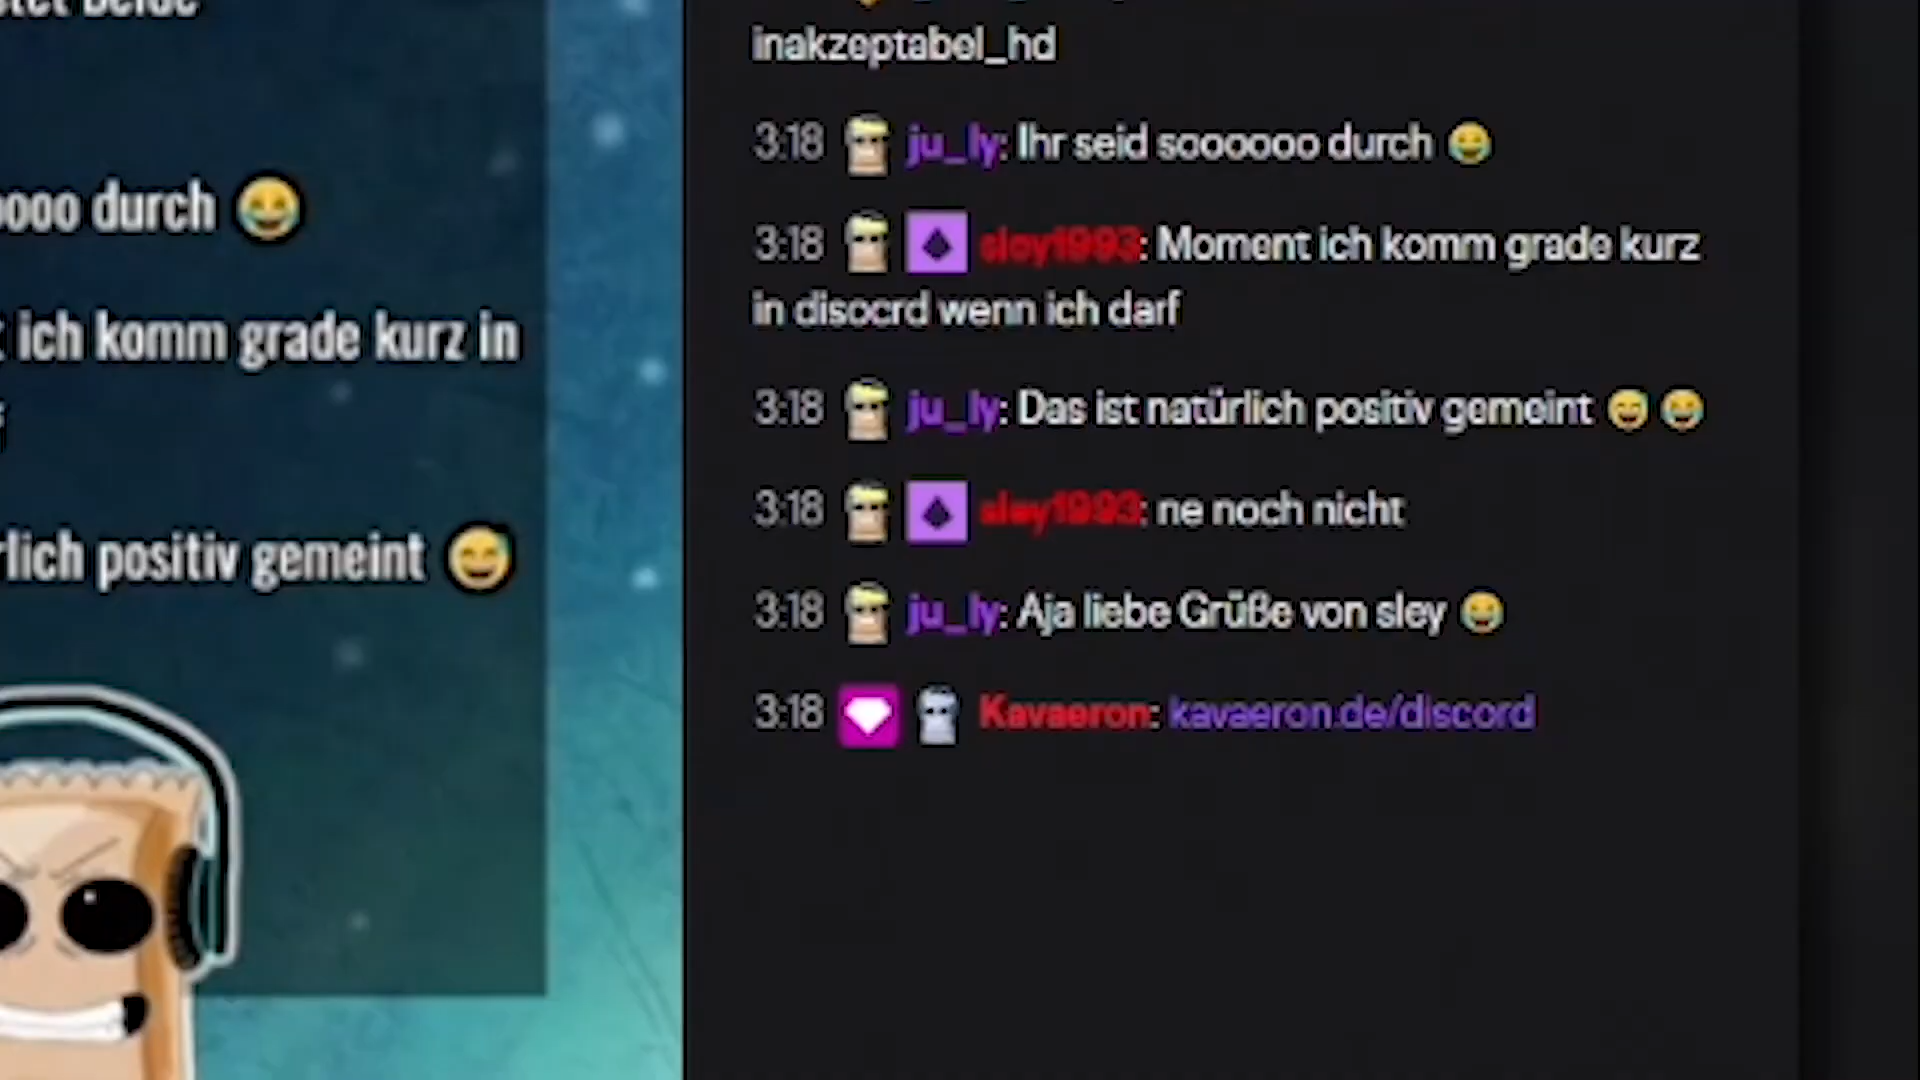 ooo durch 😂
ich komm grade kurz in
rlich positiv gemeint 😅
inakzeptabel_hd
3:18 ju_ly: Ihr seid soooooo durch 😂
3:18 sley1993: Moment ich komm grade kurz
in disocrd wenn ich darf
3:18 ju_ly: Das ist natürlich positiv gemeint 😅 😂
3:18 sley1993: ne noch nicht
3:18 ju_ly: Aja liebe Grüße von sley 😂
3:18 Kavaeron: kavaeron.de/discord